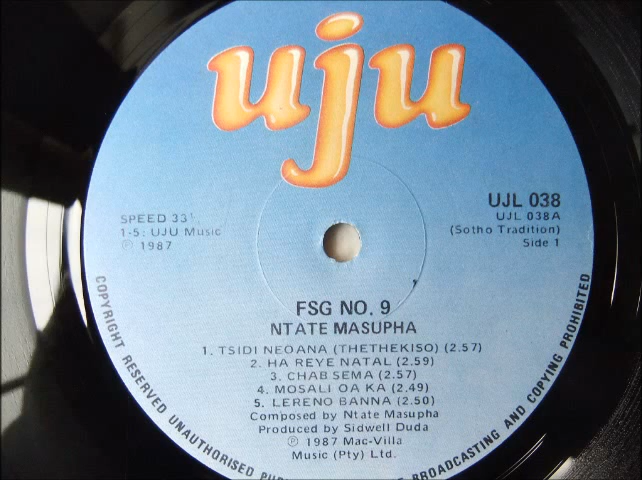 uju
UJL 038
UJL 038A
(Sotho Tradition)
Side 1
SPEED 33⅓
1-5: UJU Music
℗ 1987
FSG NO. 9
NTATE MASUPHA
1. TSIDI NEOANA (THETHEKISO) (2.57)
2. HA REYE NATAL (2.59)
3. CHAB SEMA (2.57)
4. MOSALI OA KA (2.49)
5. LERENO BANNA (2.50)
Composed by Ntate Masupha
Produced by Sidwell Duda
℗ 1987 Mac-Villa
Music (Pty) Ltd.
COPYRIGHT RESERVED UNAUTHORISED BROADCASTING AND COPYING PROHIBITED